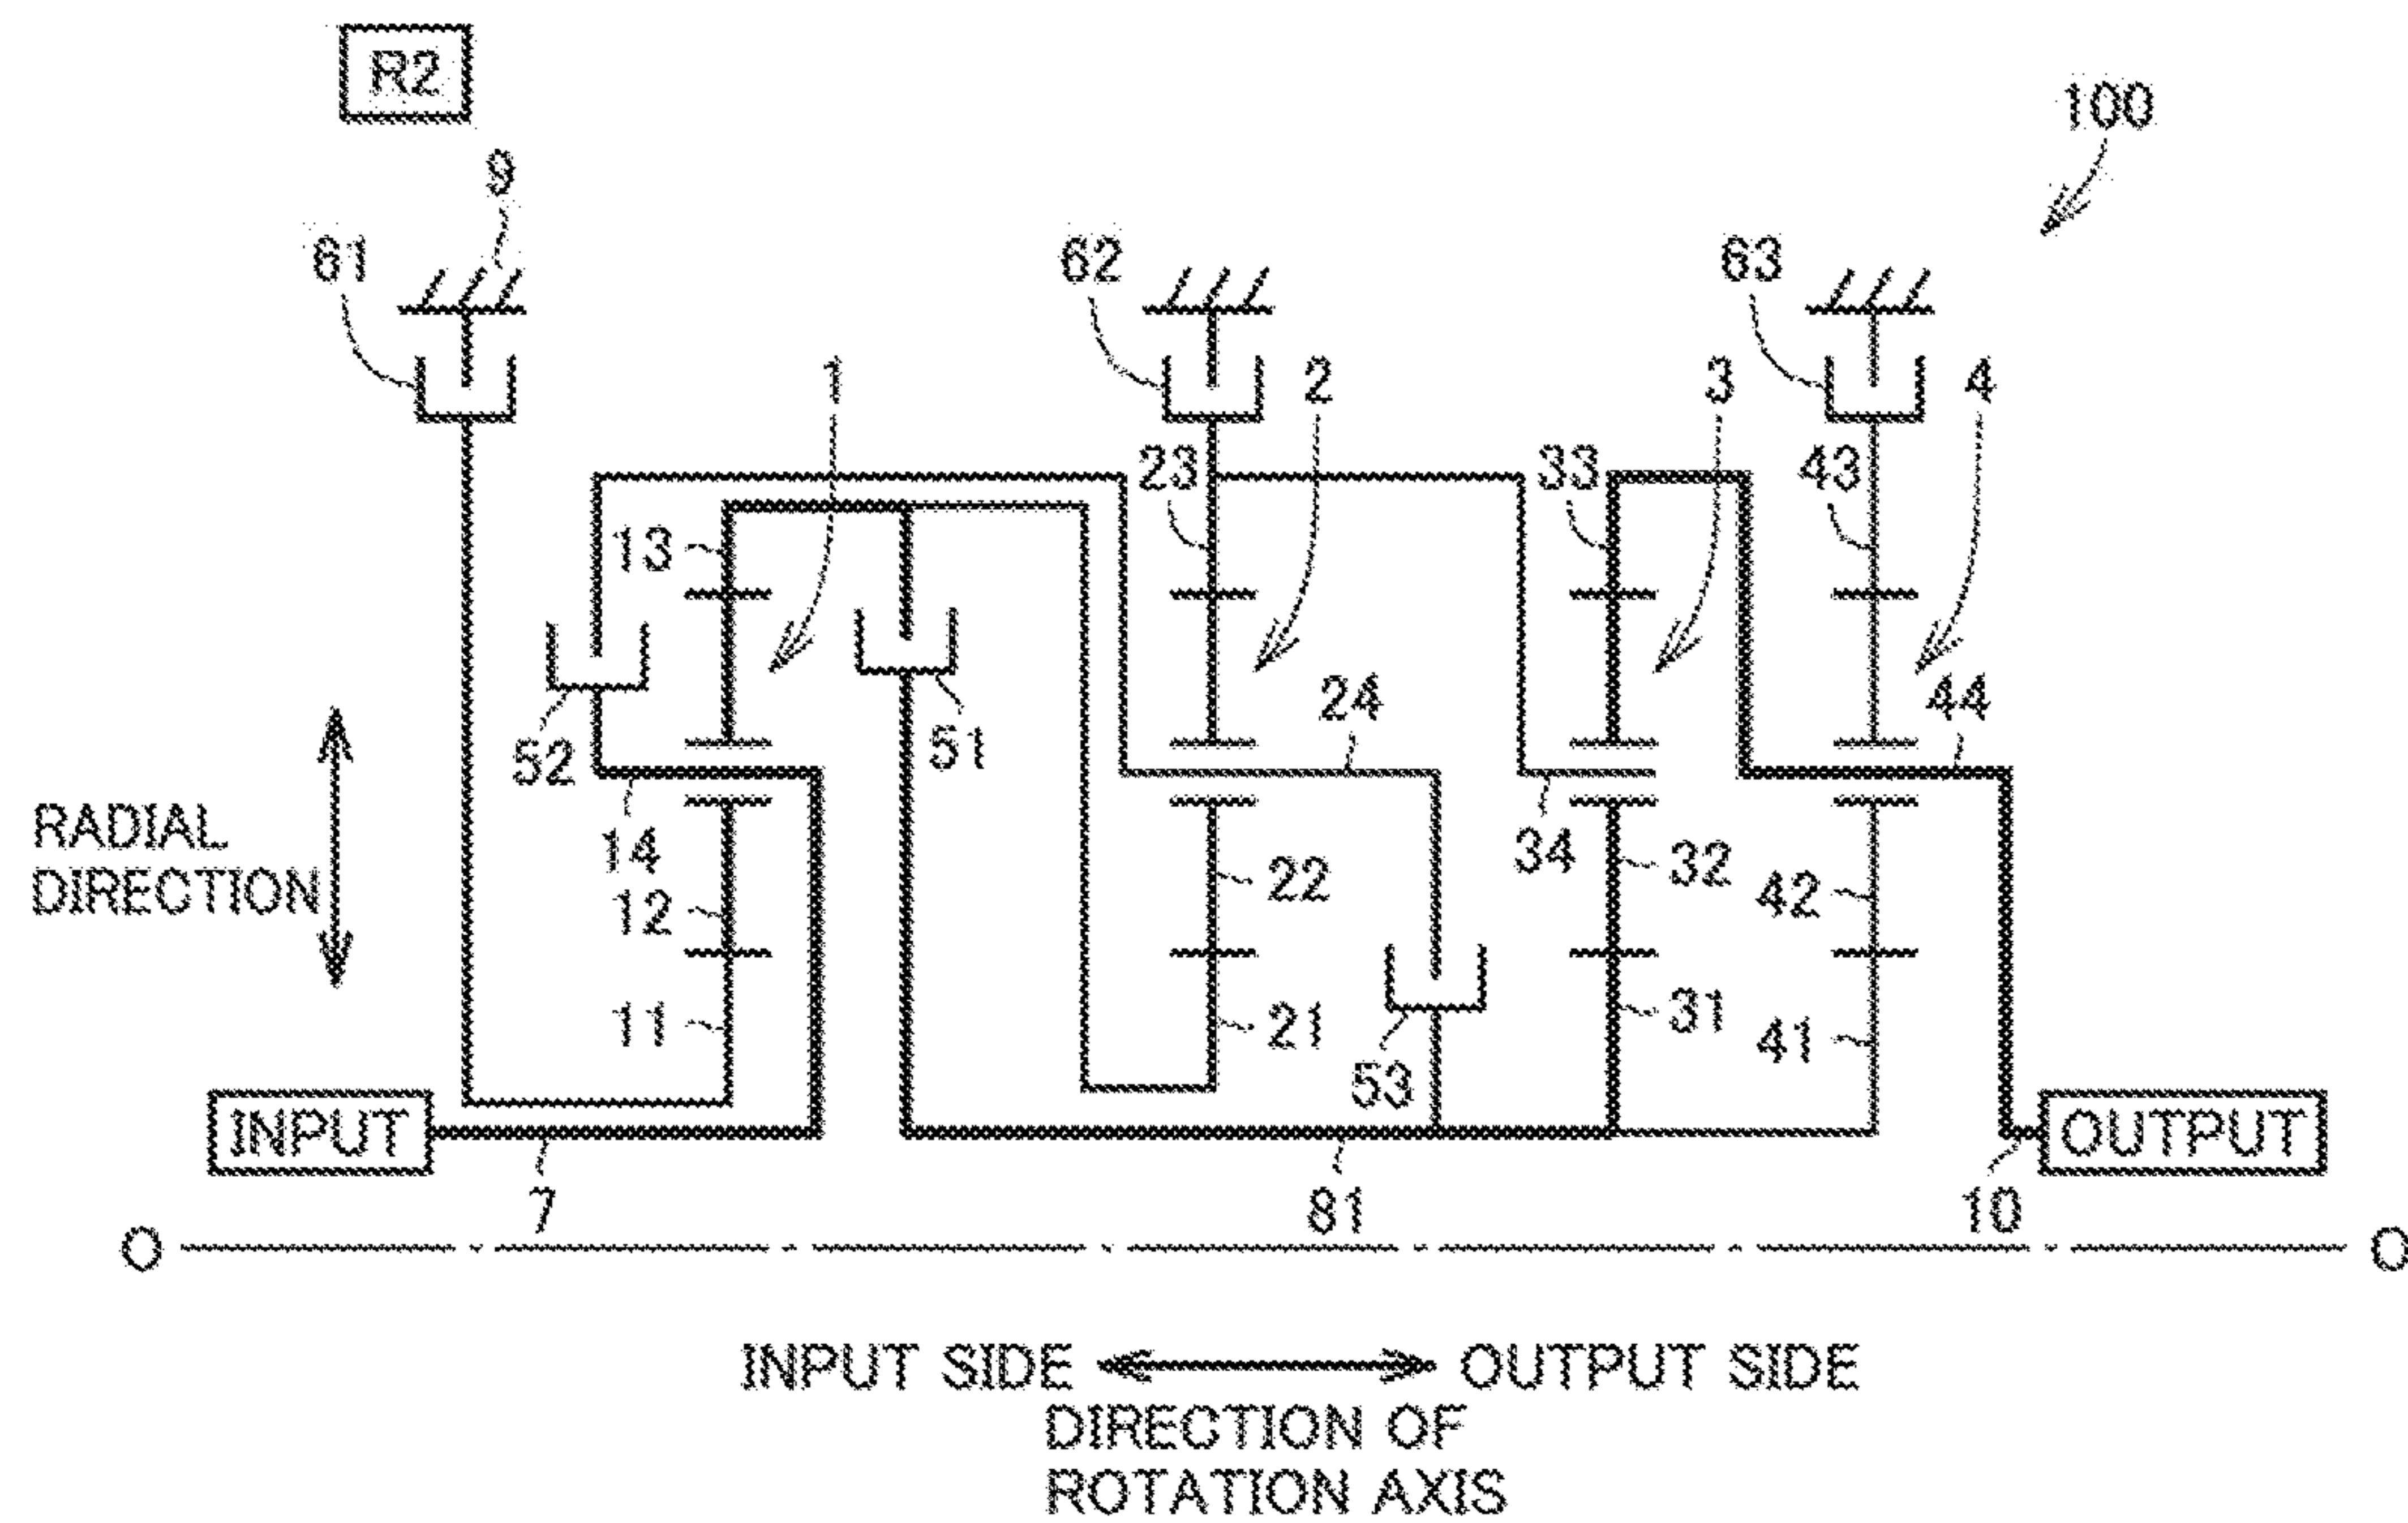 R2
100
9
61
62
63
1
2
3
4
23
33
43
13
24
44
52
51
14
34
32
22
42
12
11
21
31
41
53
RADIAL
DIRECTION
INPUT
OUTPUT
7
81
10
O
O
INPUT SIDE
OUTPUT SIDE
DIRECTION OF
ROTATION AXIS